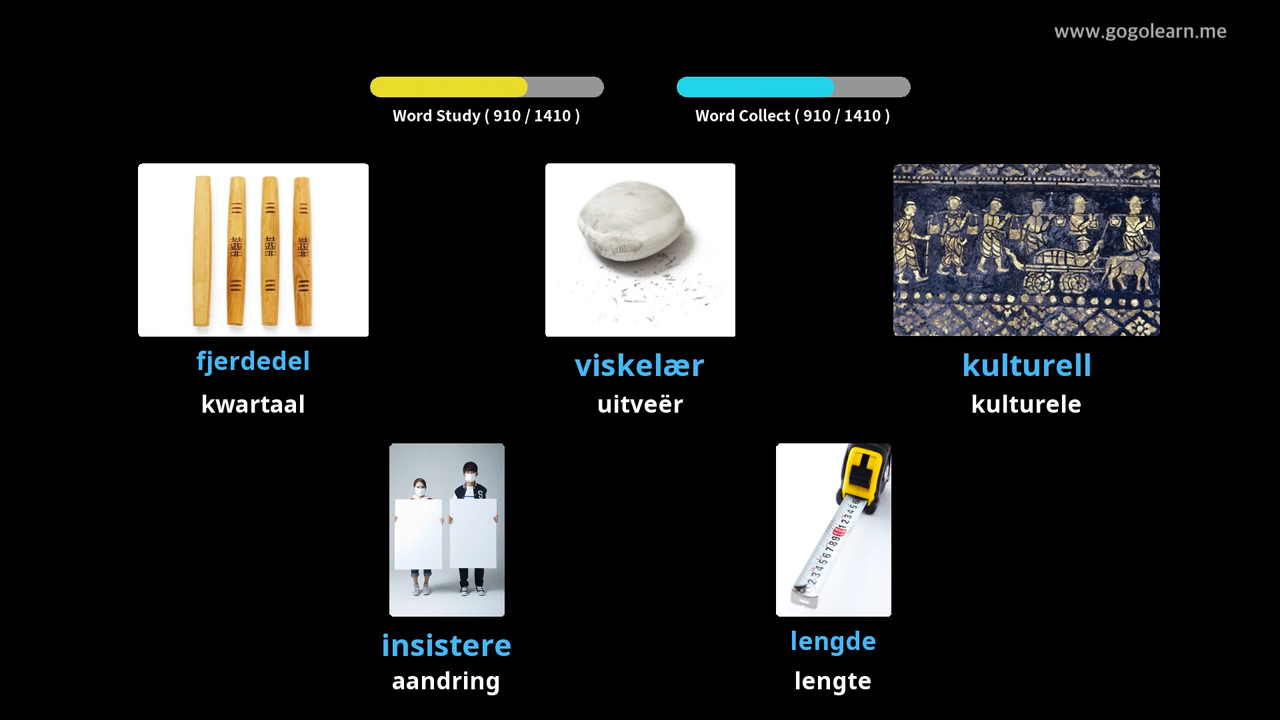 www.gogolearn.me
Word Study ( 910 / 1410 )
Word Collect ( 910 / 1410 )
fjerdedel
kwartaal
viskelær
uitveër
kulturell
kulturele
insistere
aandring
lengde
lengte